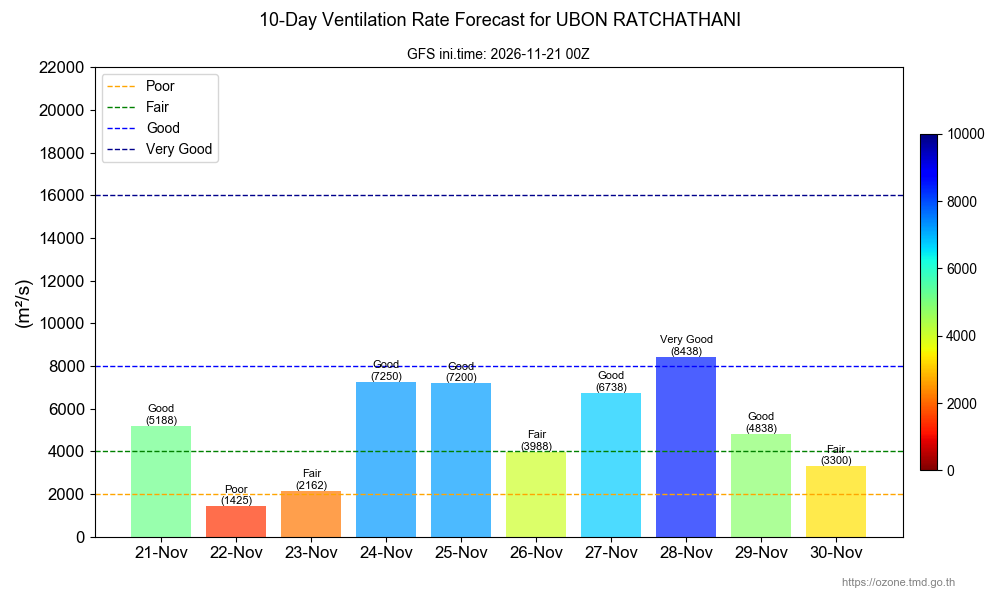 10-Day Ventilation Rate Forecast for UBON RATCHATHANI
GFS ini.time: 2026-11-21 00Z
22000
20000
18000
16000
14000
12000
10000
8000
6000
4000
2000
0
(m²/s)
Poor
Fair
Good
Very Good
Good
(5188)
Poor
(1425)
Fair
(2162)
Good
(7250)
Good
(7200)
Fair
(3988)
Good
(6738)
Very Good
(8438)
Good
(4838)
Fair
(3300)
21-Nov
22-Nov
23-Nov
24-Nov
25-Nov
26-Nov
27-Nov
28-Nov
29-Nov
30-Nov
10000
8000
6000
4000
2000
0
https://ozone.tmd.go.th